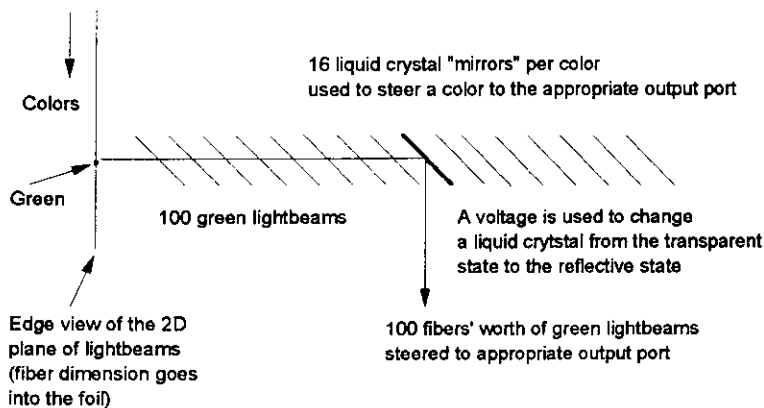 16 liquid crystal "mirrors" per color
used to steer a color to the appropriate output port
Colors
Green
100 green lightbeams
A voltage is used to change
a liquid crytstal from the transparent
state to the reflective state
Edge view of the 2D
plane of lightbeams
(fiber dimension goes
into the foil)
100 fibers' worth of green lightbeams
steered to appropriate output port